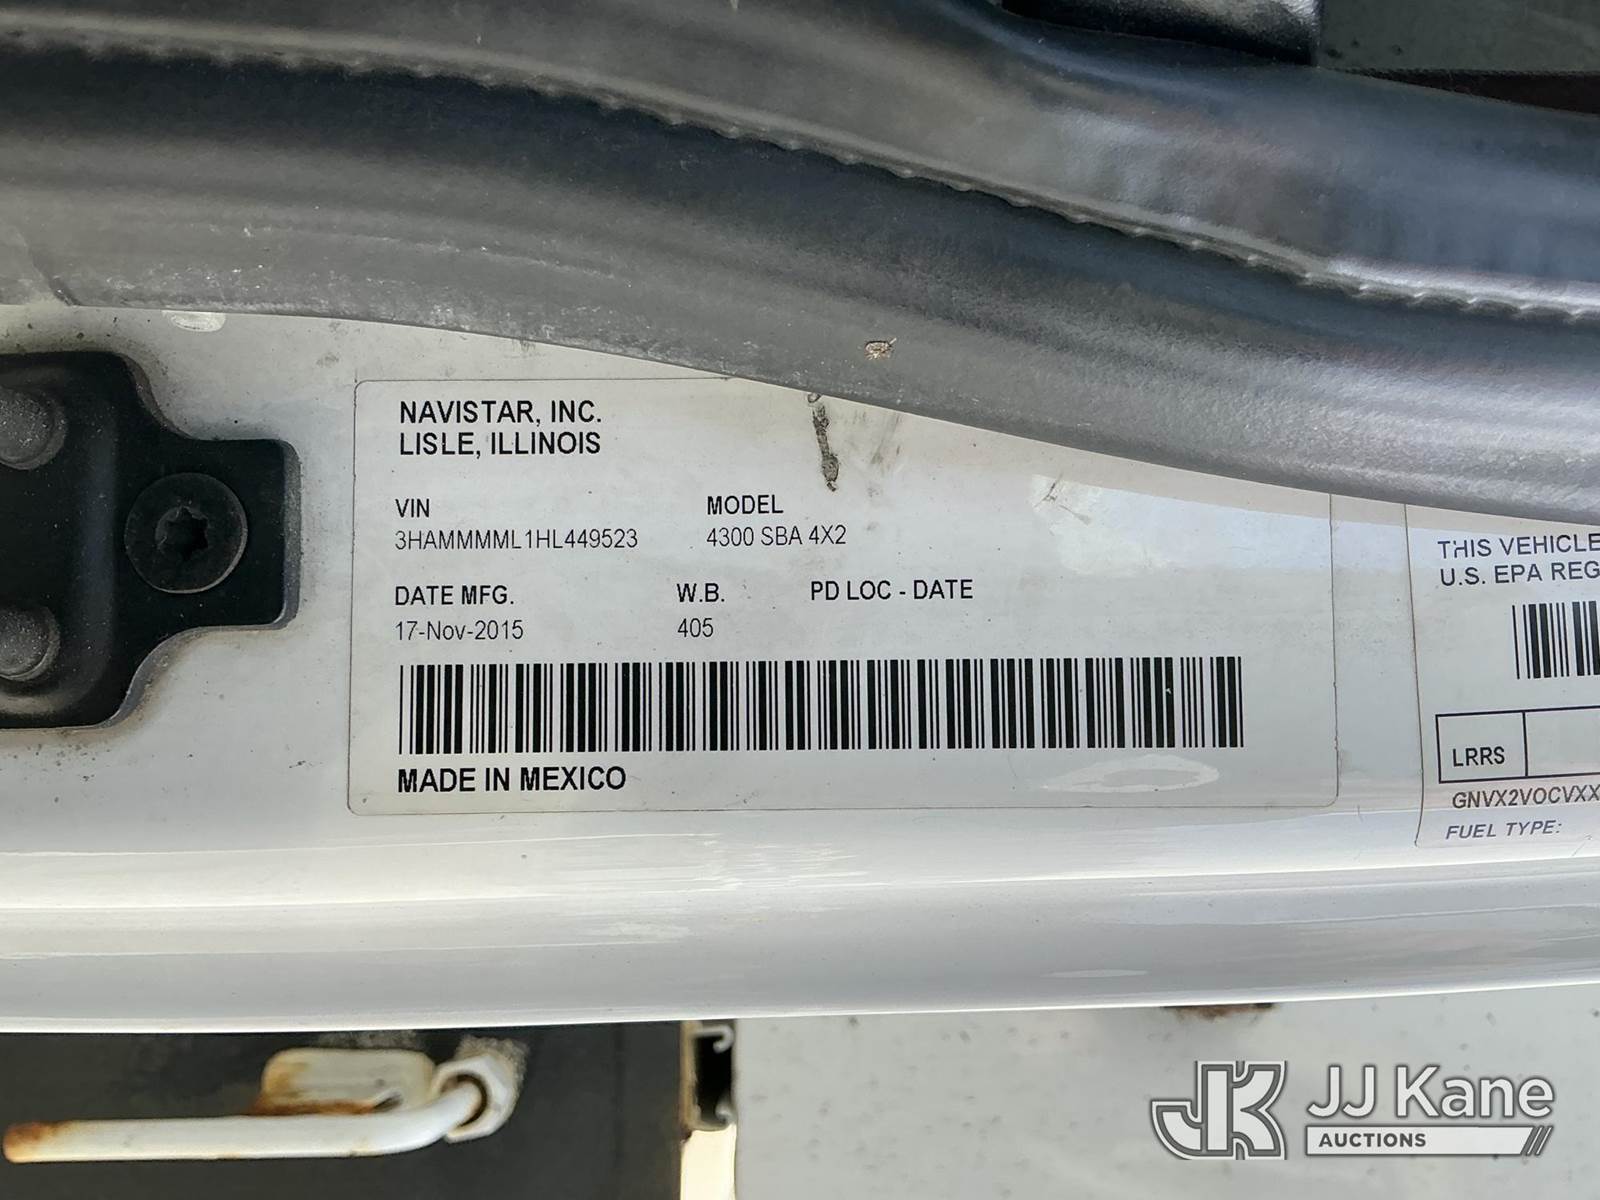 NAVISTAR, INC.
LISLE, ILLINOIS
VIN MODEL
3HAMMMML1HL449523 4300 SBA 4X2
DATE MFG. W.B. PD LOC - DATE
17-Nov-2015 405
MADE IN MEXICO
THIS VEHICLE
U.S. EPA REG
LRRS
GNVX2VOCVXX
FUEL TYPE:
JJ Kane
AUCTIONS